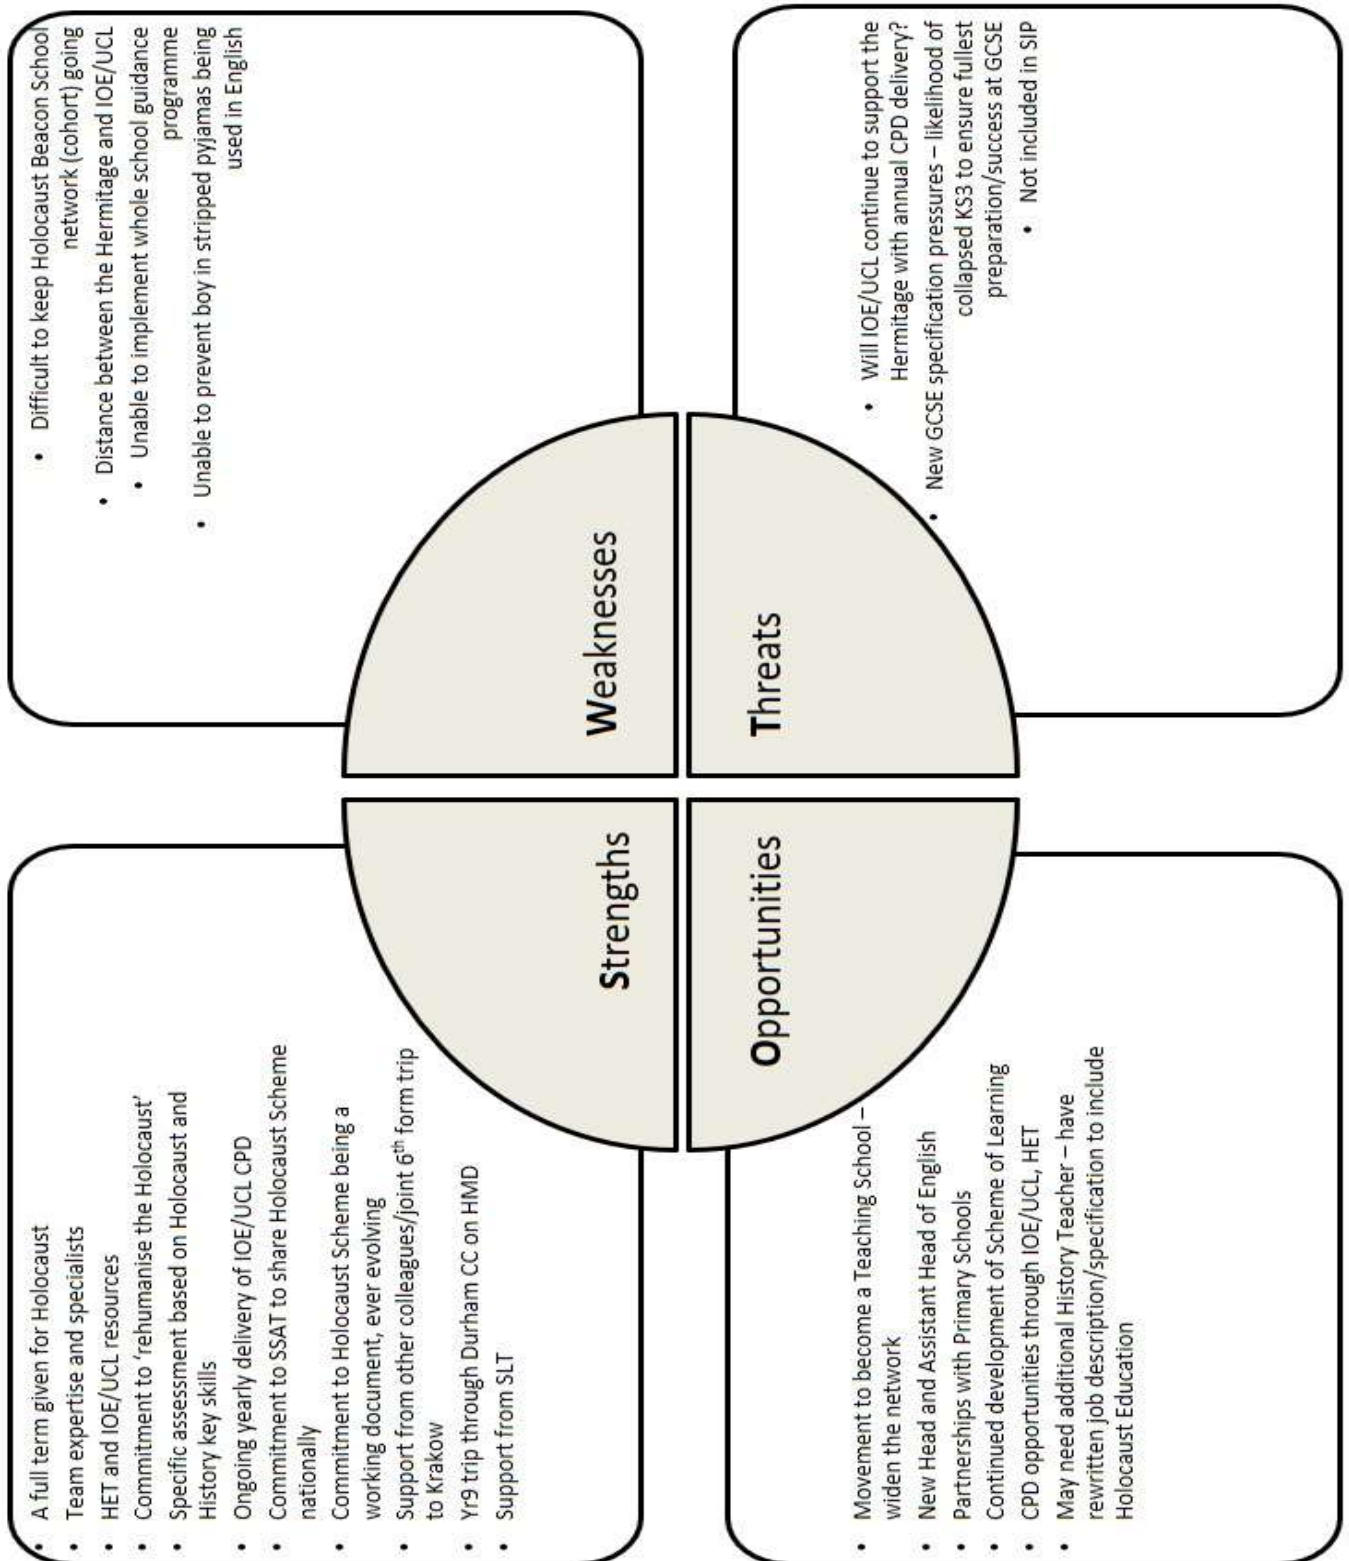 • A full term given for Holocaust
• Team expertise and specialists
• HET and IOE/UCL resources
• Commitment to ‘rehumanise the Holocaust’
• Specific assessment based on Holocaust and
History key skills
• Ongoing yearly delivery of IOE/UCL CPD
• Commitment to SSAT to share Holocaust Scheme
nationally
• Commitment to Holocaust Scheme being a
working document, ever evolving
• Support from other colleagues/joint 6th form trip
to Krakow
• Yr9 trip through Durham CC on HMD
• Support from SLT
Strengths
• Difficult to keep Holocaust Beacon School
network (cohort) going
• Distance between the Hermitage and IOE/UCL
• Unable to implement whole school guidance
programme
• Unable to prevent boy in stripped pyjamas being
used in English
Weaknesses
Opportunities
• Movement to become a Teaching School –
widen the network
• New Head and Assistant Head of English
• Partnerships with Primary Schools
• Continued development of Scheme of Learning
• CPD opportunities through IOE/UCL, HET
• May need additional History Teacher – have
rewritten job description/specification to include
Holocaust Education
Threats
• Will IOE/UCL continue to support the
Hermitage with annual CPD delivery?
• New GCSE specification pressures – likelihood of
collapsed KS3 to ensure fullest
preparation/success at GCSE
• Not included in SIP